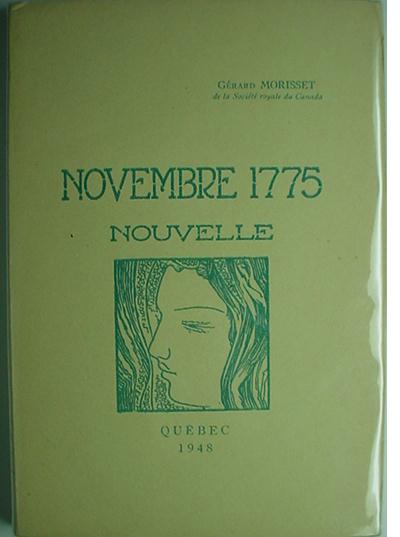 GÉRARD MORISSET
de la Société royale du Canada
NOVEMBRE 1775
NOUVELLE
QUÉBEC
1948